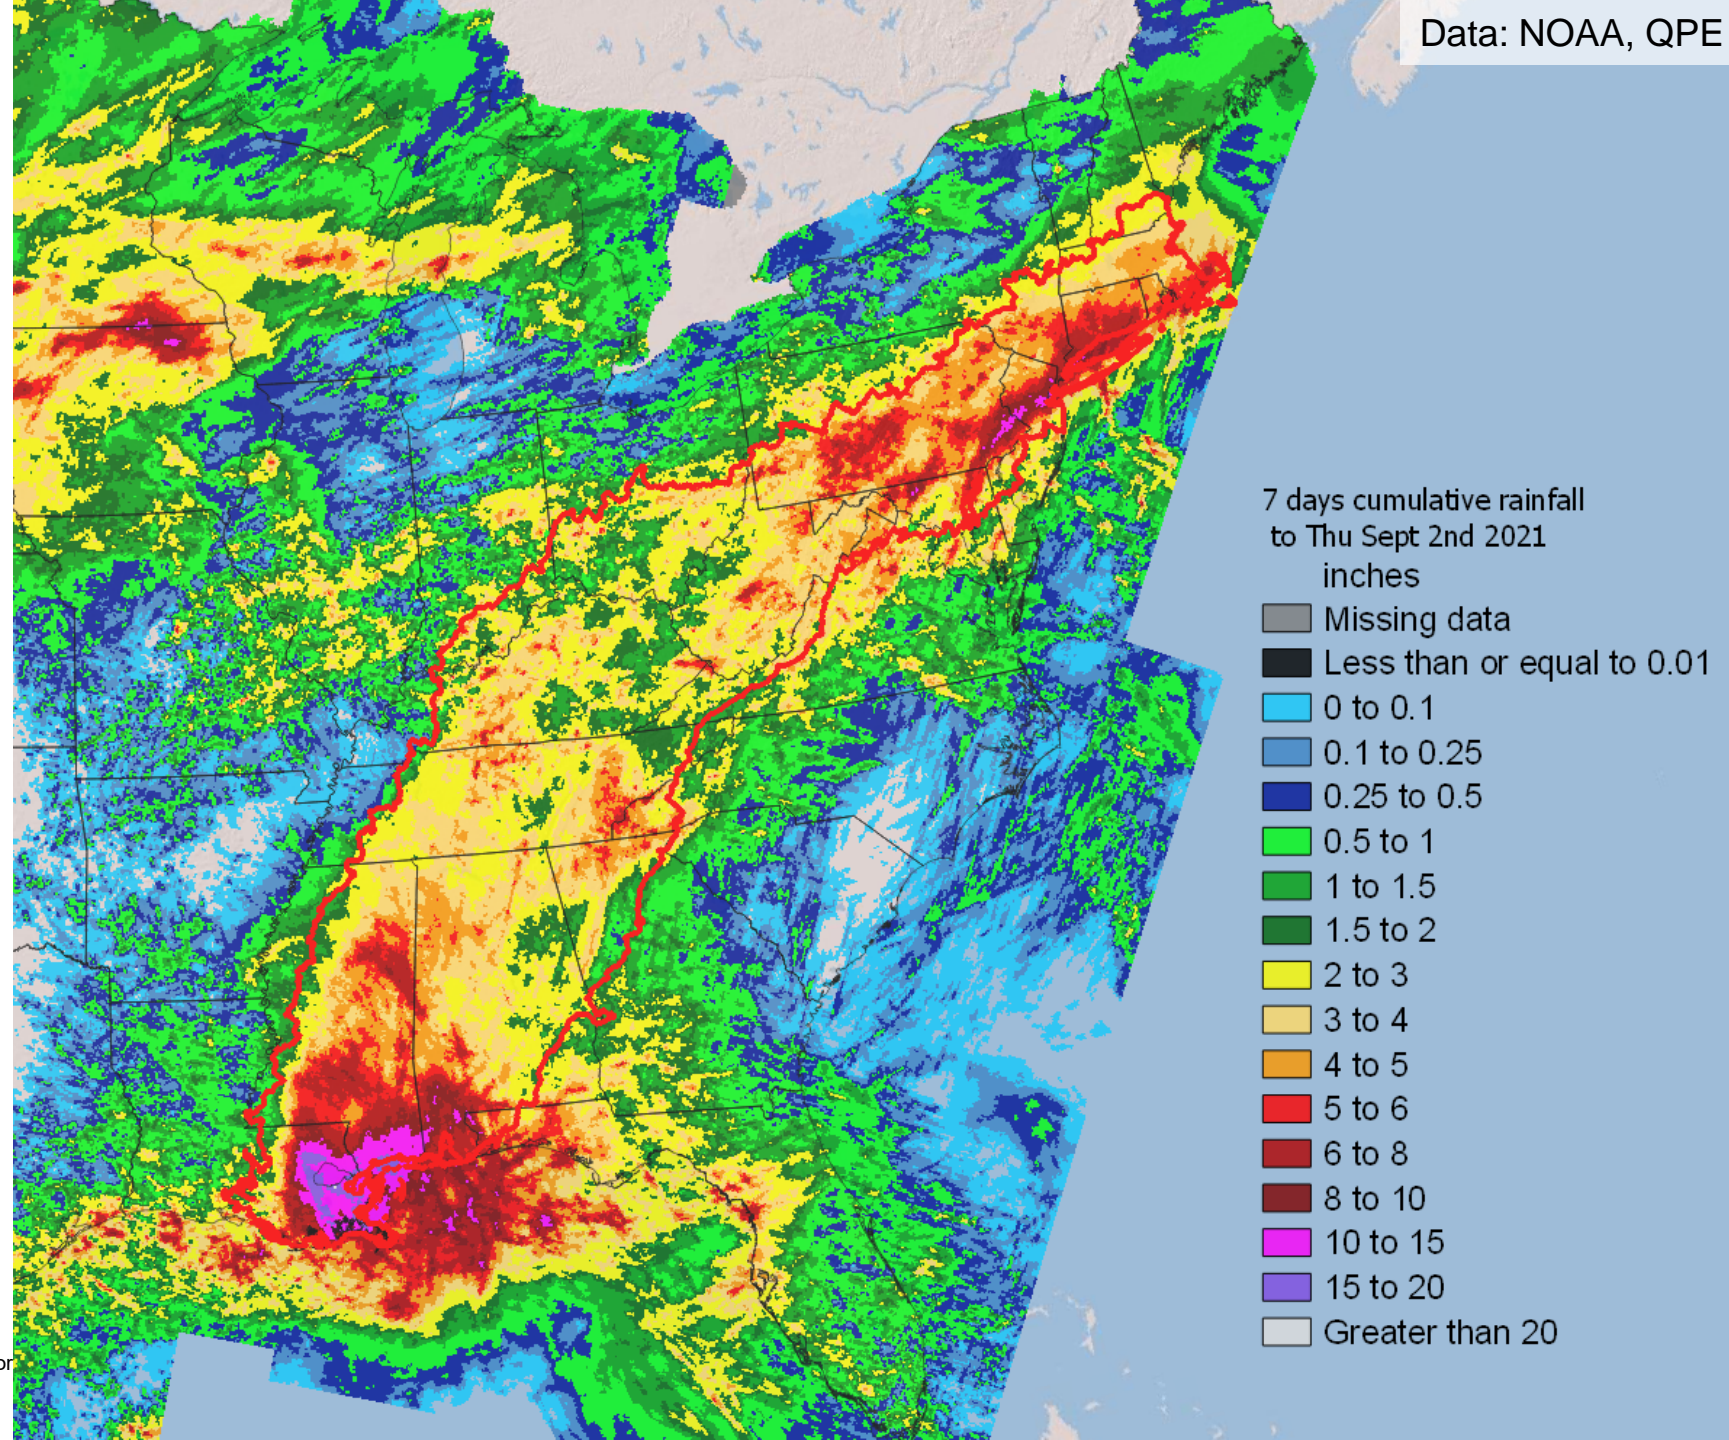 Data: NOAA, QPE
7 days cumulative rainfall
to Thu Sept 2nd 2021
inches
Missing data
Less than or equal to 0.01
0 to 0.1
0.1 to 0.25
0.25 to 0.5
0.5 to 1
1 to 1.5
1.5 to 2
2 to 3
3 to 4
4 to 5
5 to 6
6 to 8
8 to 10
10 to 15
15 to 20
Greater than 20
or